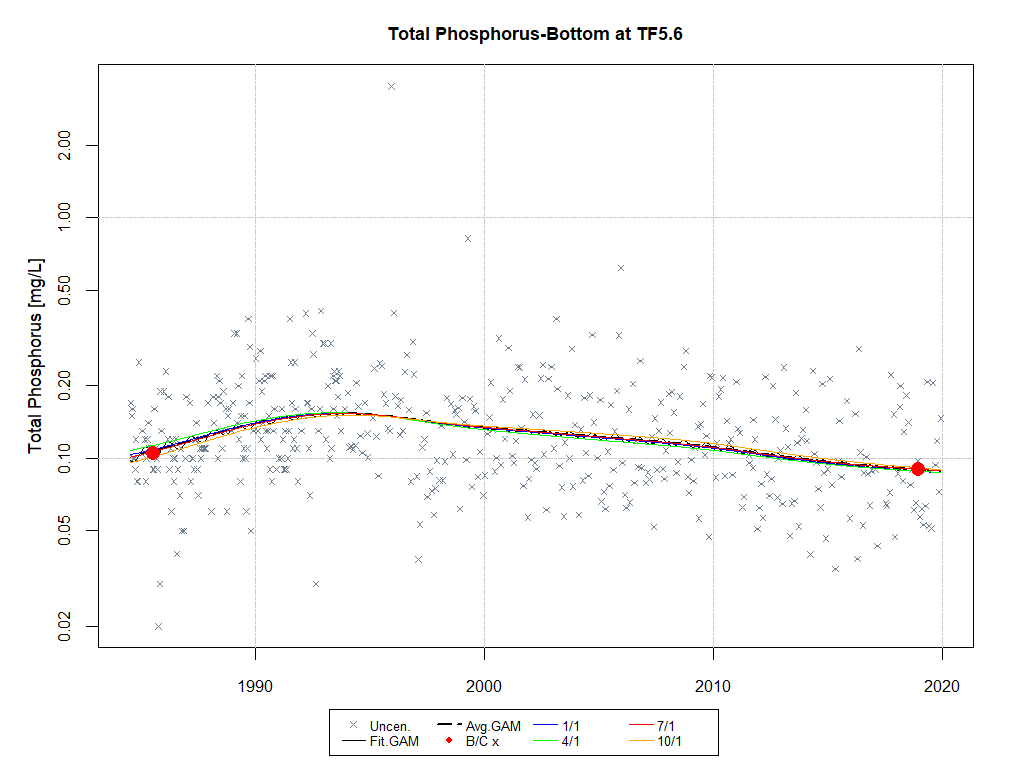 Total Phosphorus-Bottom at TF5.6
Total Phosphorus [mg/L]
2.00
1.00
0.50
0.20
0.10
0.05
0.02
1990 2000 2010 2020
Uncen. Avg.GAM 1/1 7/1
Fit.GAM B/C x 4/1 10/1